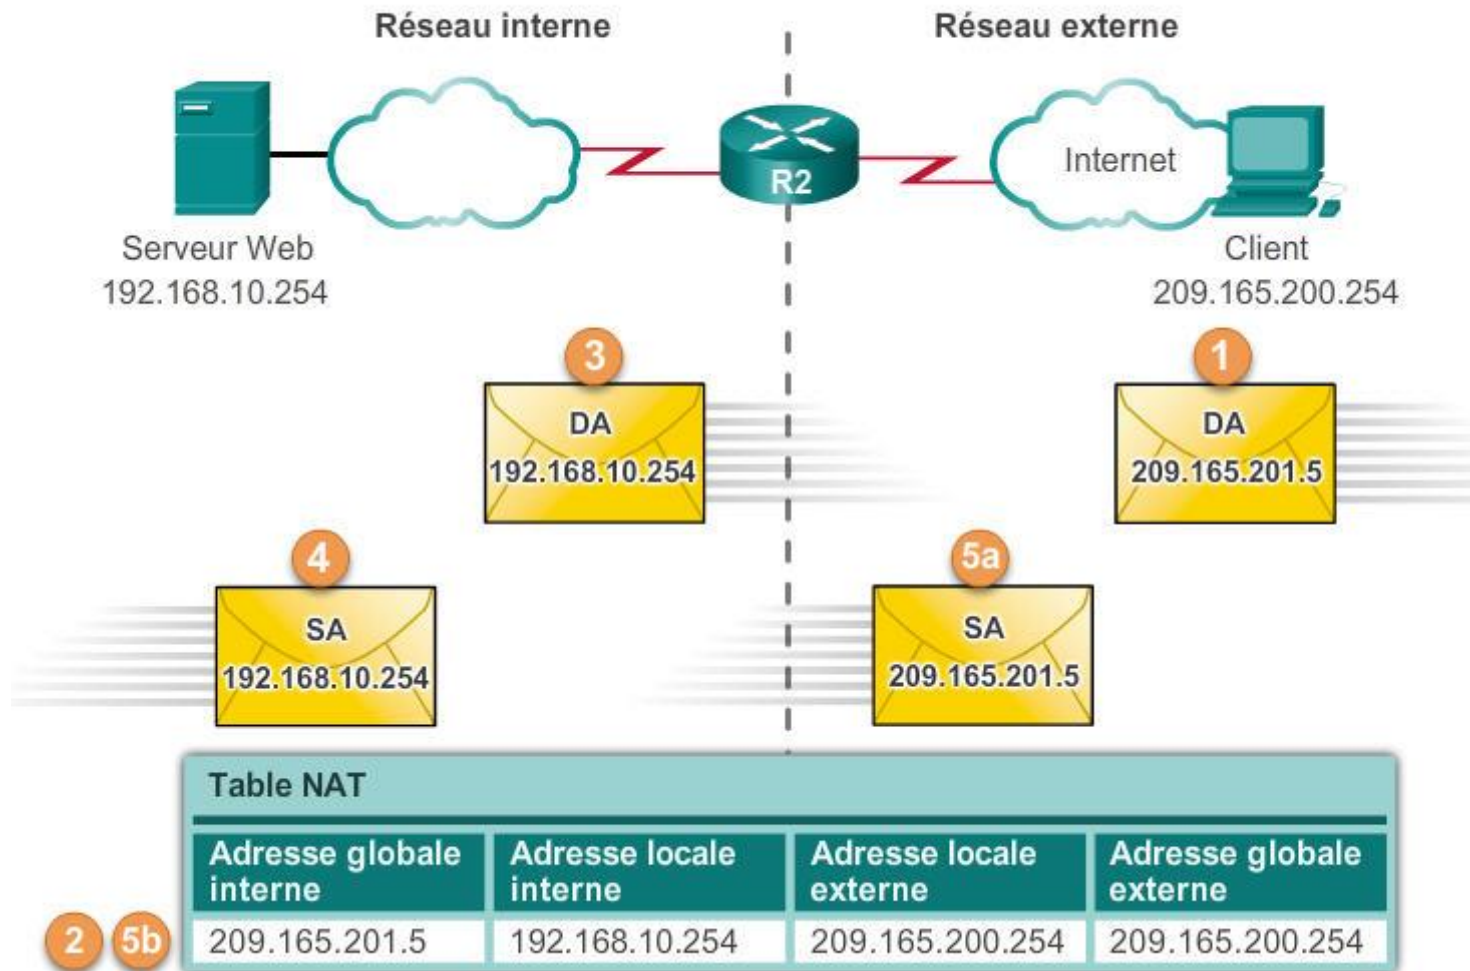 Réseau interne
Réseau externe
R2
Internet
Serveur Web
192.168.10.254
Client
209.165.200.254
3
DA
192.168.10.254
1
DA
209.165.201.5
4
SA
192.168.10.254
5a
SA
209.165.201.5
Table NAT
Adresse globale
interne
Adresse locale
interne
Adresse locale
externe
Adresse globale
externe
2
5b
209.165.201.5
192.168.10.254
209.165.200.254
209.165.200.254